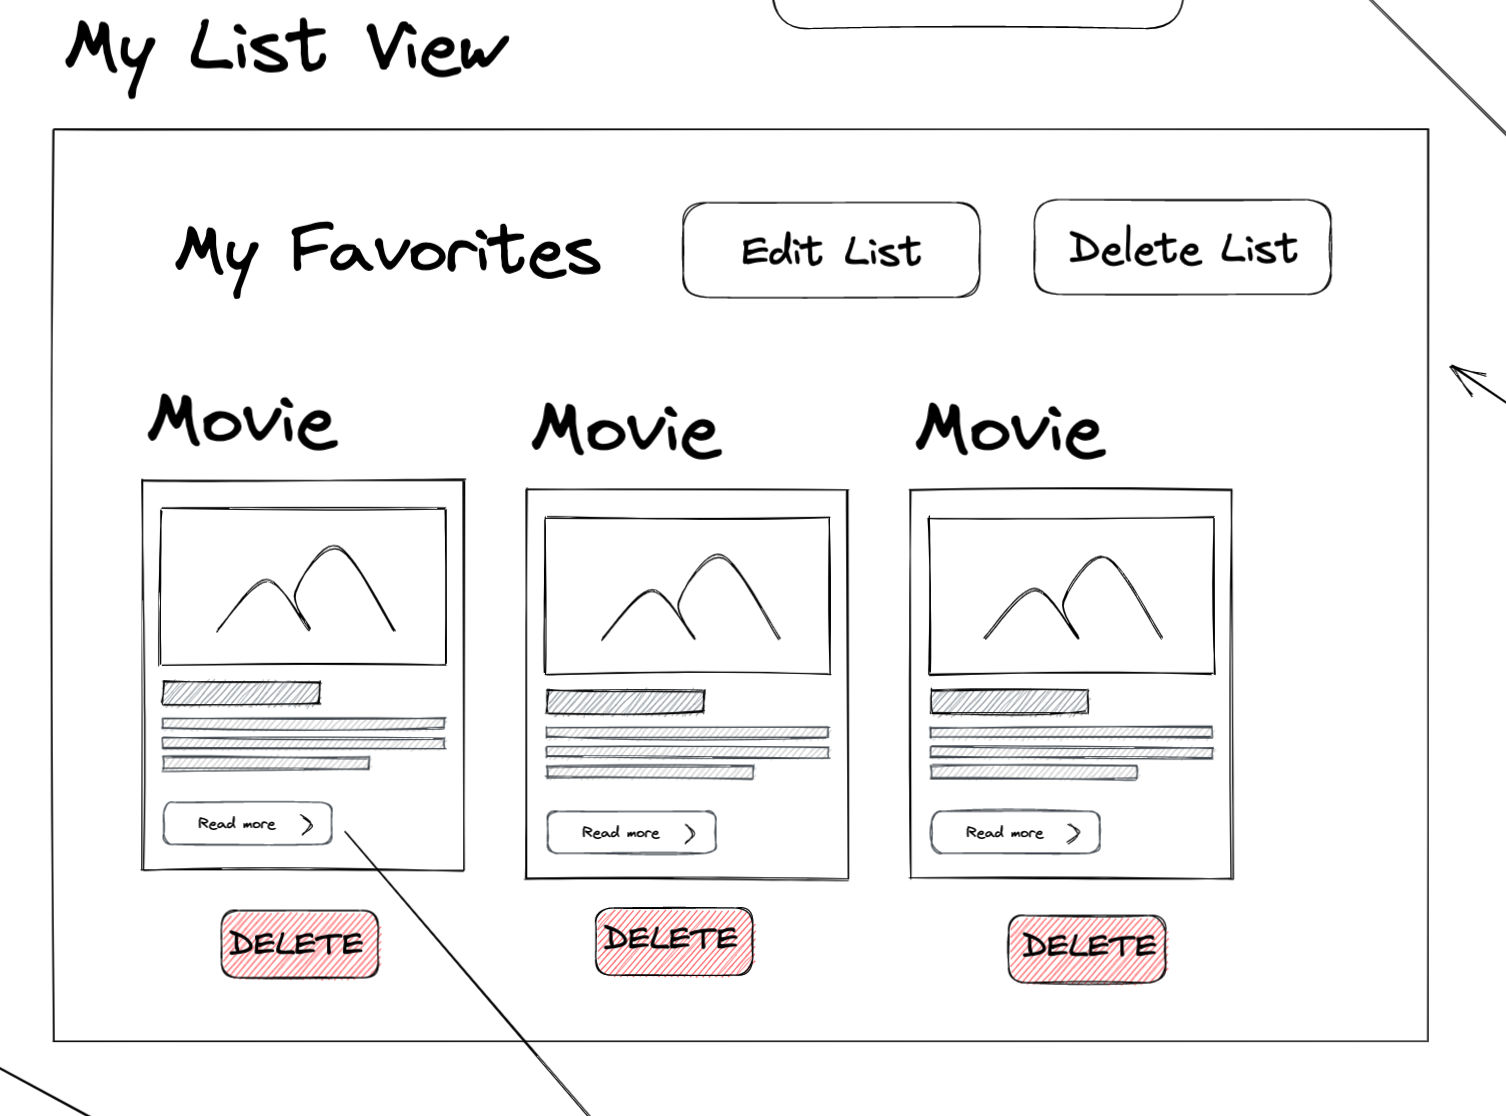 My List View
My Favorites
Edit List
Delete List
Movie
Movie
Movie
Read more
Read more
Read more
DELETE
DELETE
DELETE